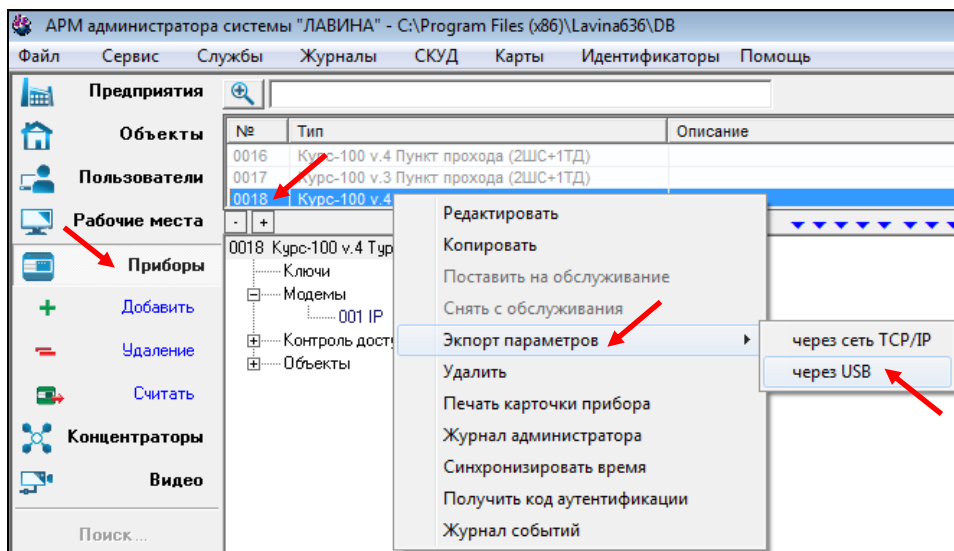 АРМ администратора системы "ЛАВИНА" - C:\Program Files (x86)\Lavina636\DB
Файл Сервис Службы Журналы СКУД Карты Идентификаторы Помощь
Предприятия
Объекты
Пользователи
Рабочие места
Приборы
Добавить
Удаление
Считать
Концентраторы
Видео
Поиск ...
№ Тип Описание
0016 Курс-100 v.4 Пункт прохода (2ШС+1ТД)
0017 Курс-100 v.3 Пункт прохода (2ШС+1ТД)
0018 Курс-100 v.4
- +
0018 Курс-100 v.4 Тур
Ключи
Модемы
001 IP
Контроль дост
Объекты
Редактировать
Копировать
Поставить на обслуживание
Снять с обслуживания
Экспорт параметров
Удалить
Печать карточки прибора
Журнал администратора
Синхронизировать время
Получить код аутентификации
Журнал событий
через сеть TCP/IP
через USB